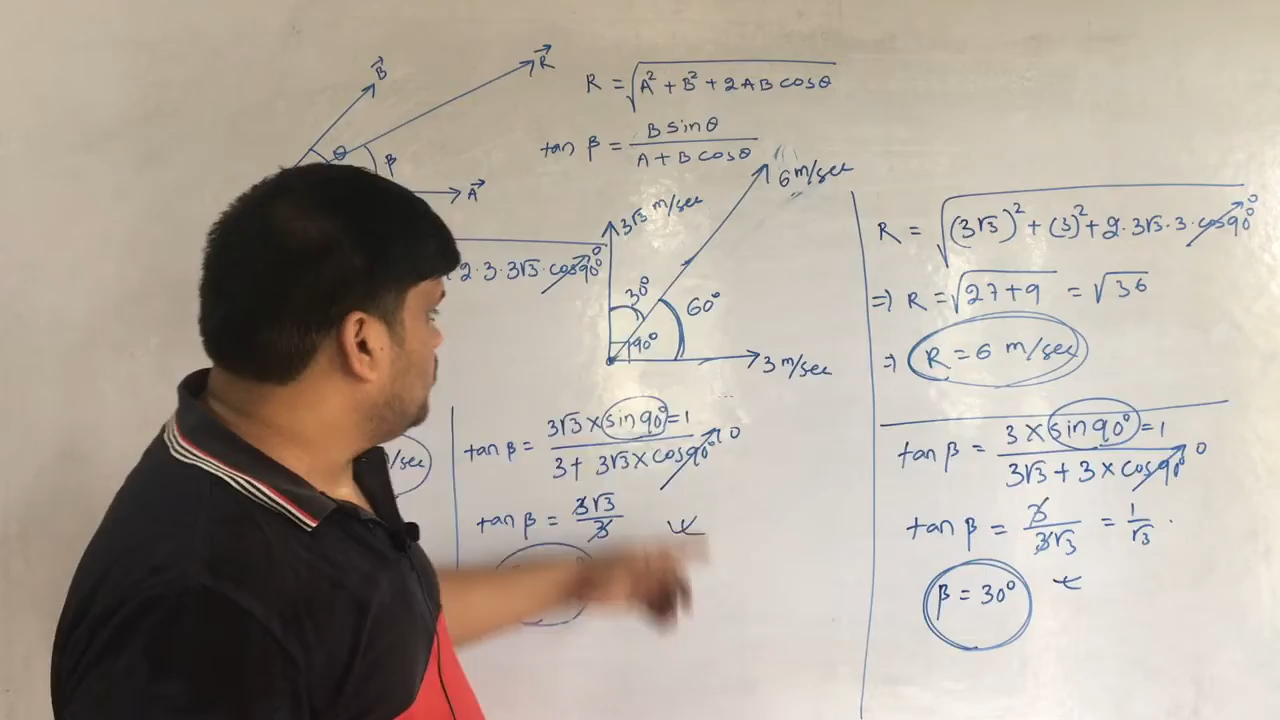 B⃗
R⃗
θ
β
A⃗
R = √A² + B² + 2AB cosθ
tan β = B sinθ / A + B cosθ
2·3·3√3·cos90° 0
/sec
3√3 m/sec
6 m/sec
30°
60°
90°
3 m/sec
tan β = 3√3 × sin90° = 1 / 3 + 3√3 × cos90° 0
tan β = 3√3 / 3
R = √(3√3)² + (3)² + 2·3√3·3·cos90° 0
⇒ R = √27+9 = √36
⇒ R = 6 m/sec
tan β = 3 × sin90° = 1 / 3√3 + 3 × cos90° 0
tan β = 3 / 3√3 = 1 / √3 .
β = 30°